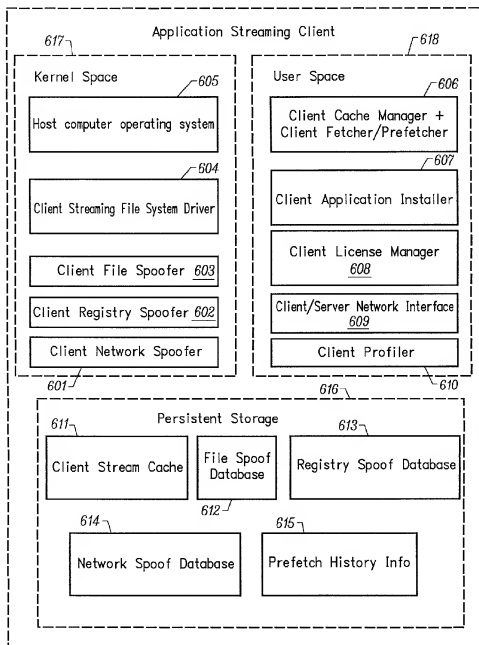 Application Streaming Client
617
618
Kernel Space
605
Host computer operating system
604
Client Streaming File System Driver
Client File Spoofer 603
Client Registry Spoofer 602
Client Network Spoofer
601
User Space
606
Client Cache Manager +
Client Fetcher/Prefetcher
607
Client Application Installer
Client License Manager
608
Client/Server Network Interface
609
Client Profiler
610
616
Persistent Storage
611
Client Stream Cache
File Spoof
Database
612
613
Registry Spoof Database
614
Network Spoof Database
615
Prefetch History Info